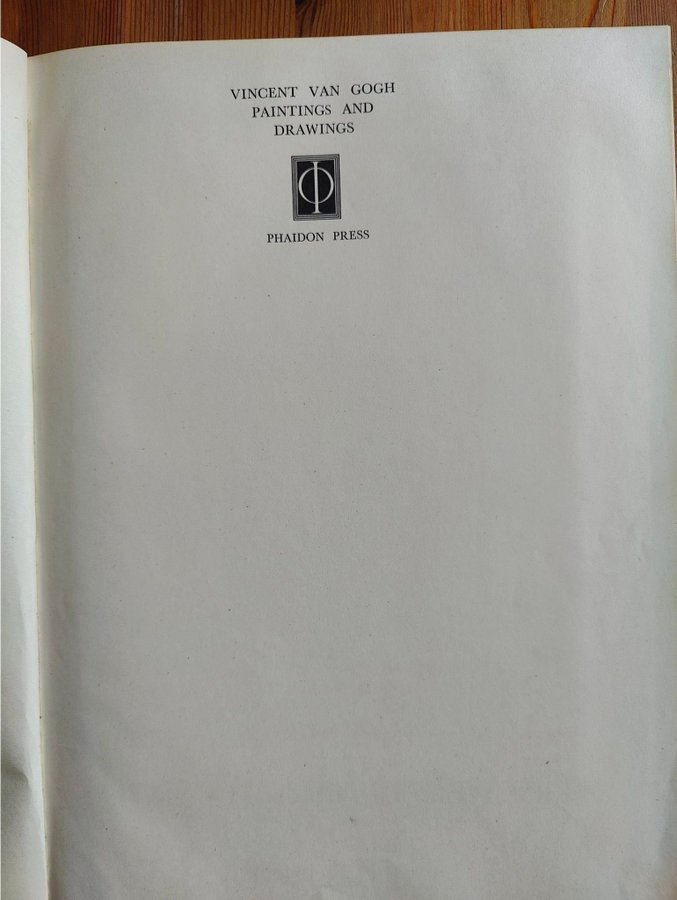 VINCENT VAN GOGH
PAINTINGS AND
DRAWINGS
Φ
PHAIDON PRESS